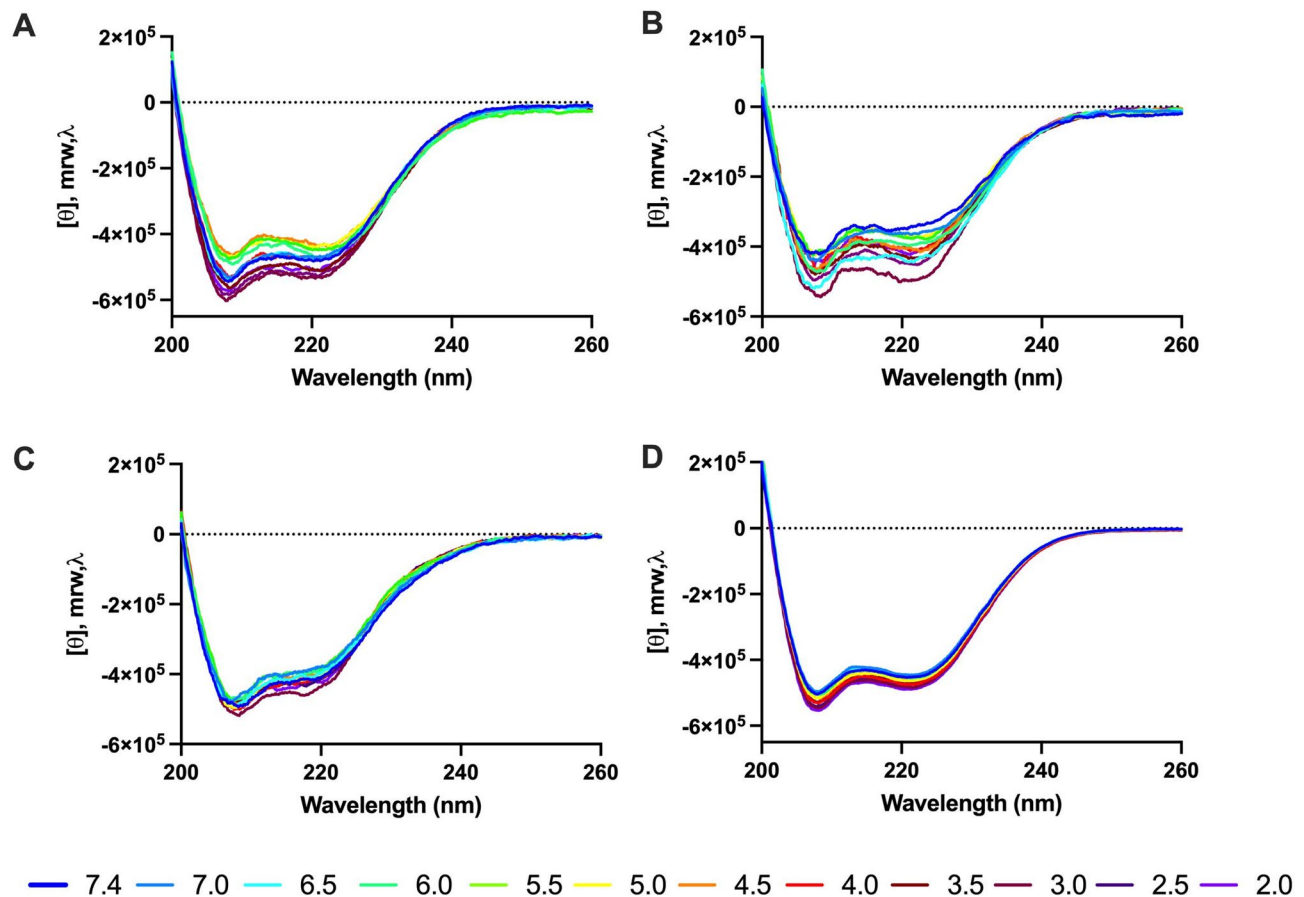 A
2×10⁵
0
-2×10⁵
-4×10⁵
-6×10⁵
[θ], mrw,λ
200 220 240 260
Wavelength (nm)
B
2×10⁵
0
-2×10⁵
-4×10⁵
-6×10⁵
[θ], mrw,λ
200 220 240 260
Wavelength (nm)
C
2×10⁵
0
-2×10⁵
-4×10⁵
-6×10⁵
[θ], mrw,λ
200 220 240 260
Wavelength (nm)
D
2×10⁵
0
-2×10⁵
-4×10⁵
-6×10⁵
[θ], mrw,λ
200 220 240 260
Wavelength (nm)
7.4 7.0 6.5 6.0 5.5 5.0 4.5 4.0 3.5 3.0 2.5 2.0